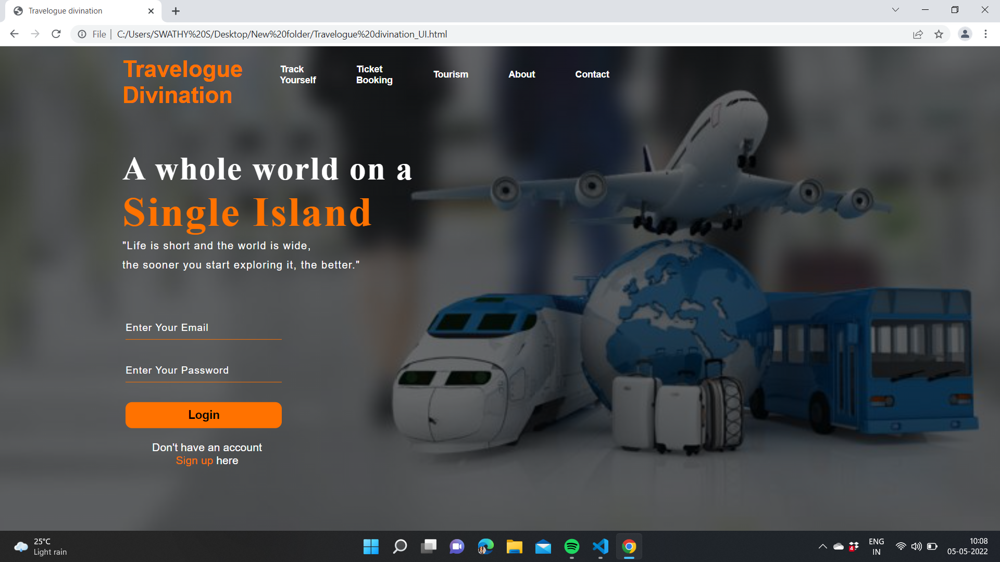 Travelogue divination
File
C:/Users/SWATHY%20S/Desktop/New%20folder/Travelogue%20divination_UI.html
Travelogue
Divination
Track
Yourself
Ticket
Booking
Tourism
About
Contact
A whole world on a
Single Island
"Life is short and the world is wide,
the sooner you start exploring it, the better."
Enter Your Email
Enter Your Password
Login
Don't have an account
Sign up here
25°C
Light rain
4
ENG
IN
10:08
05-05-2022